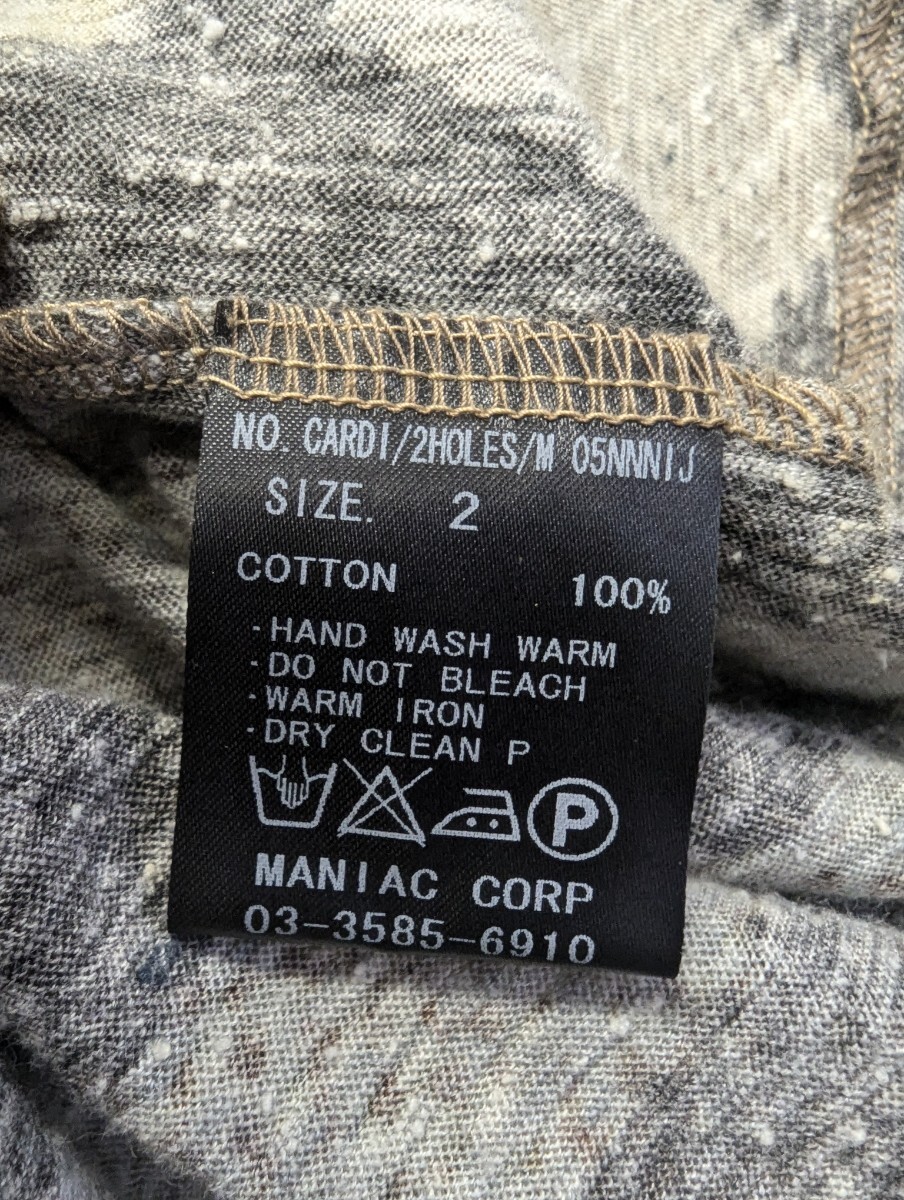 NO. CARDI/2HOLES/M 05NNNIJ
SIZE. 2
COTTON 100%
·HAND WASH WARM
·DO NOT BLEACH
·WARM IRON
·DRY CLEAN P
P
MANIAC CORP
03-3585-6910